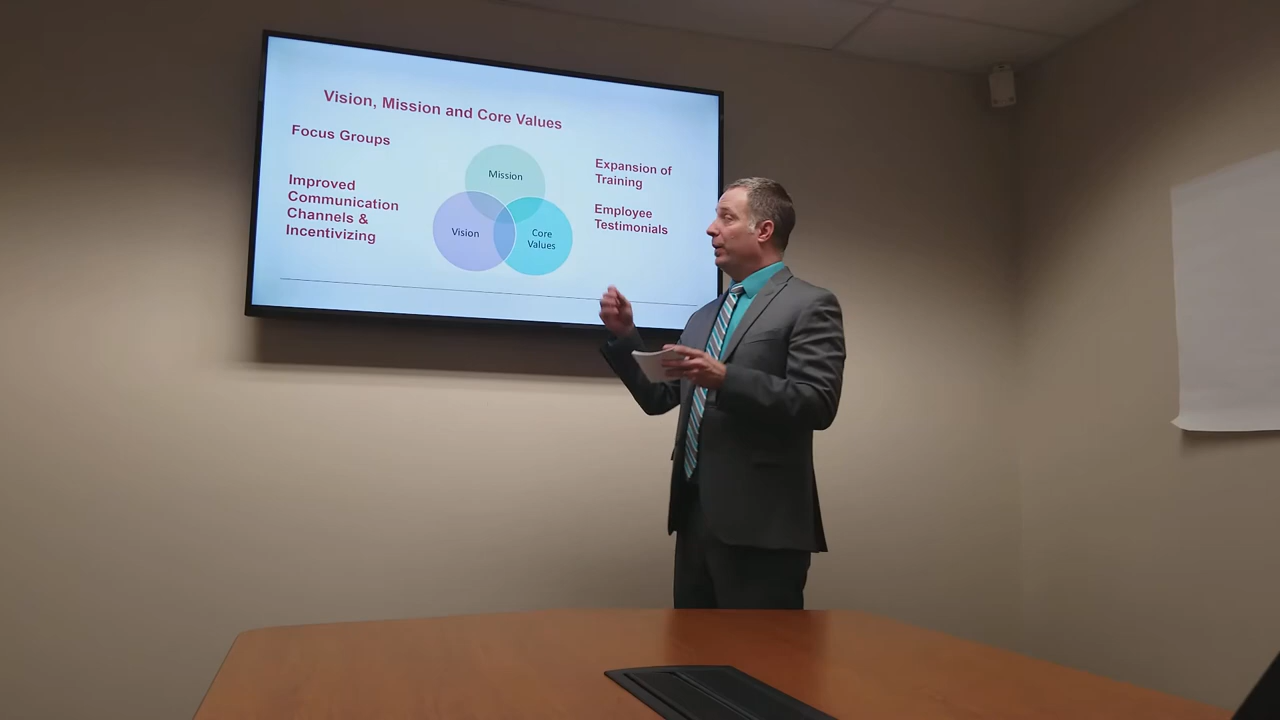 Vision, Mission and Core Values
Focus Groups
Improved
Communication
Channels &
Incentivizing
Mission
Vision
Core
Values
Expansion of
Training
Employee
Testimonials